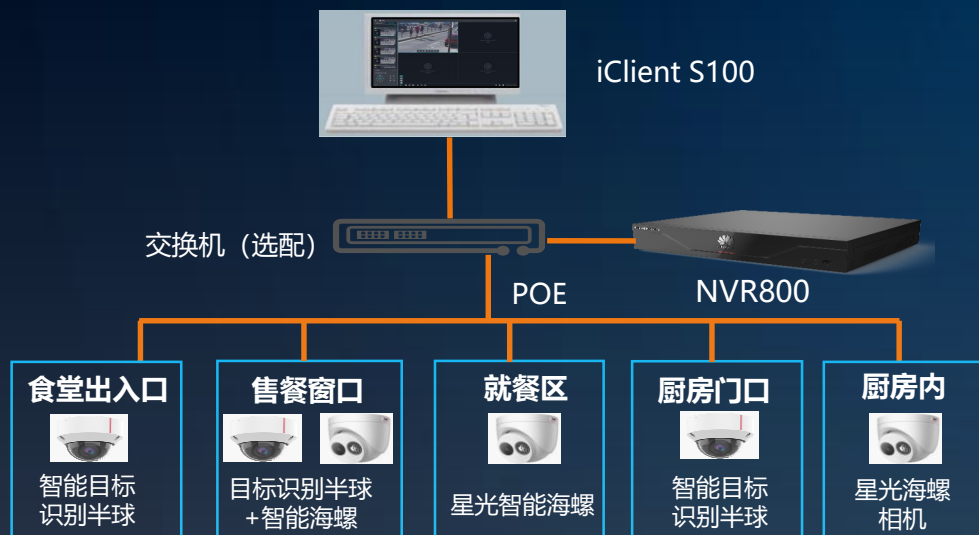 iClient S100
交换机（选配）
POE
NVR800
食堂出入口
智能目标
识别半球
售餐窗口
目标识别半球
+智能海螺
就餐区
星光智能海螺
厨房门口
智能目标
识别半球
厨房内
星光海螺
相机